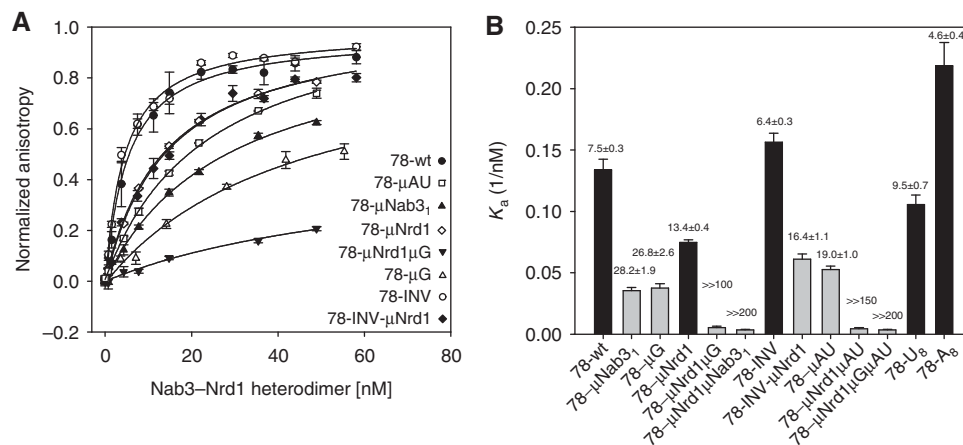 A
Normalized anisotropy
1.0
0.8
0.6
0.4
0.2
0.0
–0.2
0 20 40 60 80
Nab3–Nrd1 heterodimer [nM]
78-wt
78-μAU
78-μNab3₁
78-μNrd1
78-μNrd1μG
78-μG
78-INV
78-INV-μNrd1
B
Kₐ (1/nM)
0.25
0.20
0.15
0.10
0.05
0.00
7.5±0.3
28.2±1.9
26.8±2.6
13.4±0.4
>>100
>>200
6.4±0.3
16.4±1.1
19.0±1.0
>>150
>>200
9.5±0.7
4.6±0.4
78-wt
78–μNab3₁
78–μG
78–μNrd1
78–μNrd1μG
78–μNrd1μNab3₁
78-INV
78-INV-μNrd1
78–μAU
78–μNrd1μAU
78–μNrd1μGμAU
78-U₈
78-A₈